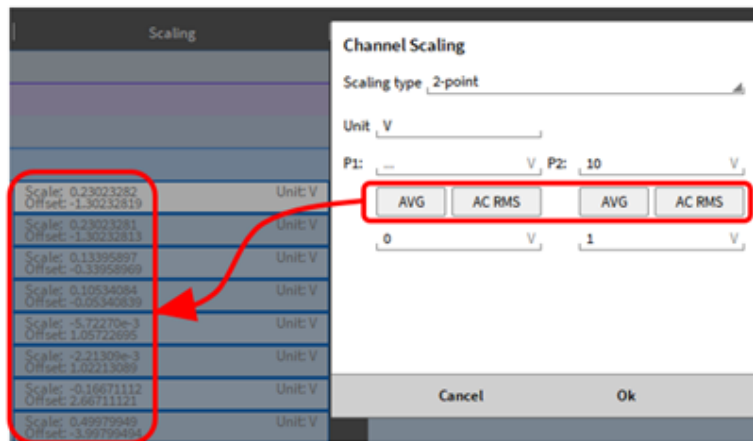 Scaling
Scale: 0.23023282 Unit: V
Offset: -1.30232819
Scale: 0.23023281 Unit: V
Offset: -1.30232813
Scale: 0.13395897 Unit: V
Offset: -0.33958969
Scale: 0.10534084 Unit: V
Offset: -0.05340839
Scale: -5.72270e-3 Unit: V
Offset: 1.05722695
Scale: -2.21309e-3 Unit: V
Offset: 1.02213089
Scale: -0.16671112 Unit: V
Offset: 2.66711121
Scale: 0.49979949 Unit: V
Offset: -3.99799494
Channel Scaling
Scaling type 2-point
Unit V
P1: ... V P2: 10 V
AVG AC RMS AVG AC RMS
0 V 1 V
Cancel Ok